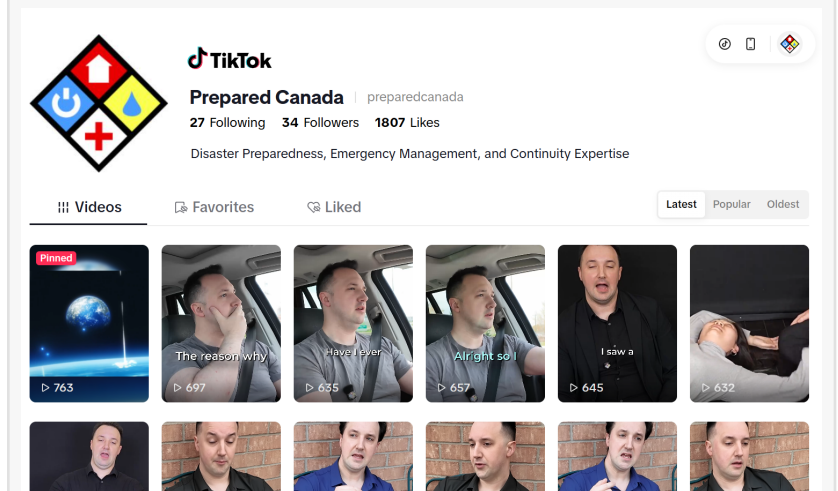 TikTok
Prepared Canada | preparedcanada
27 Following 34 Followers 1807 Likes
Disaster Preparedness, Emergency Management, and Continuity Expertise
Videos Favorites Liked
Latest Popular Oldest
Pinned
763
The reason why
697
Have I ever
635
Alright so I
657
I saw a
645
632